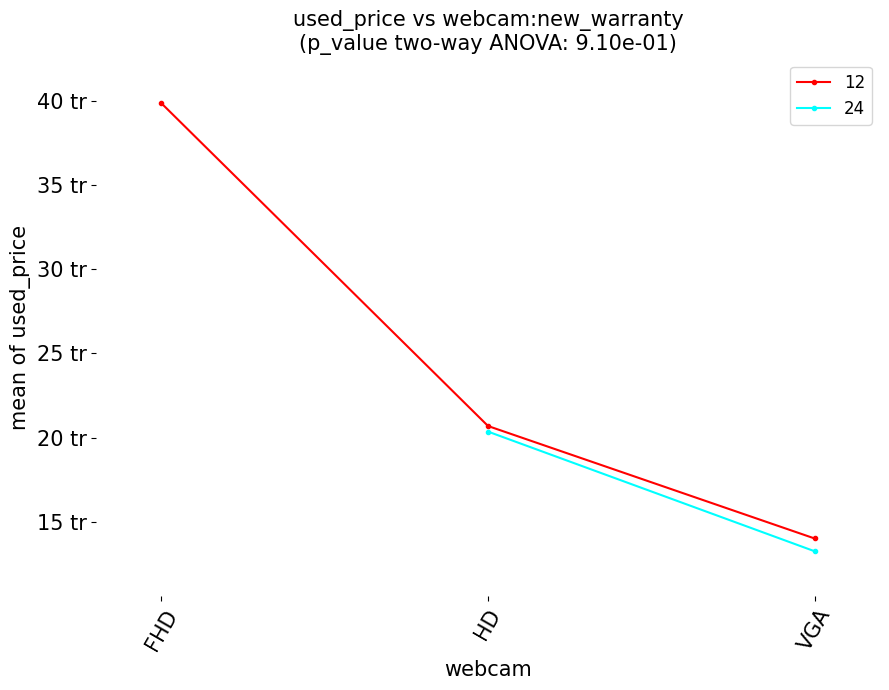 used_price vs webcam:new_warranty
(p_value two-way ANOVA: 9.10e-01)
12
24
40 tr
35 tr
30 tr
25 tr
20 tr
15 tr
mean of used_price
FHD
HD
VGA
webcam